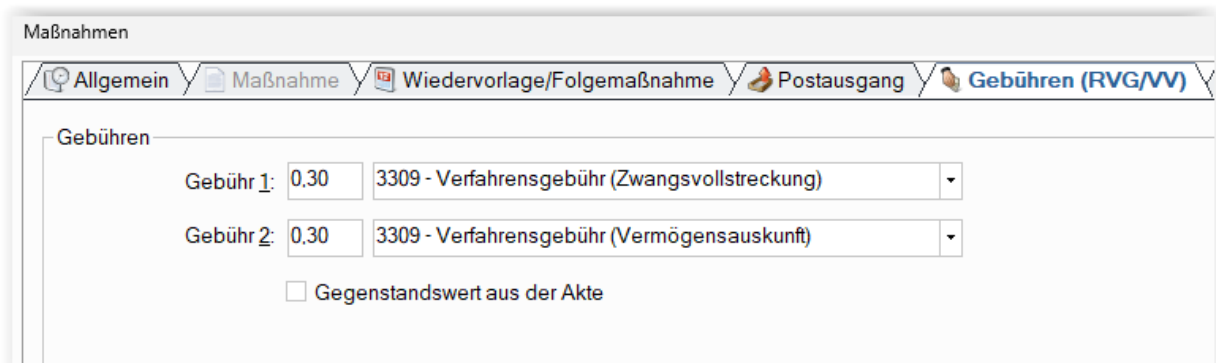 Maßnahmen
Allgemein Maßnahme Wiedervorlage/Folgemaßnahme Postausgang Gebühren (RVG/VV)
Gebühren
Gebühr 1: 0,30 3309 - Verfahrensgebühr (Zwangsvollstreckung)
Gebühr 2: 0,30 3309 - Verfahrensgebühr (Vermögensauskunft)
Gegenstandswert aus der Akte